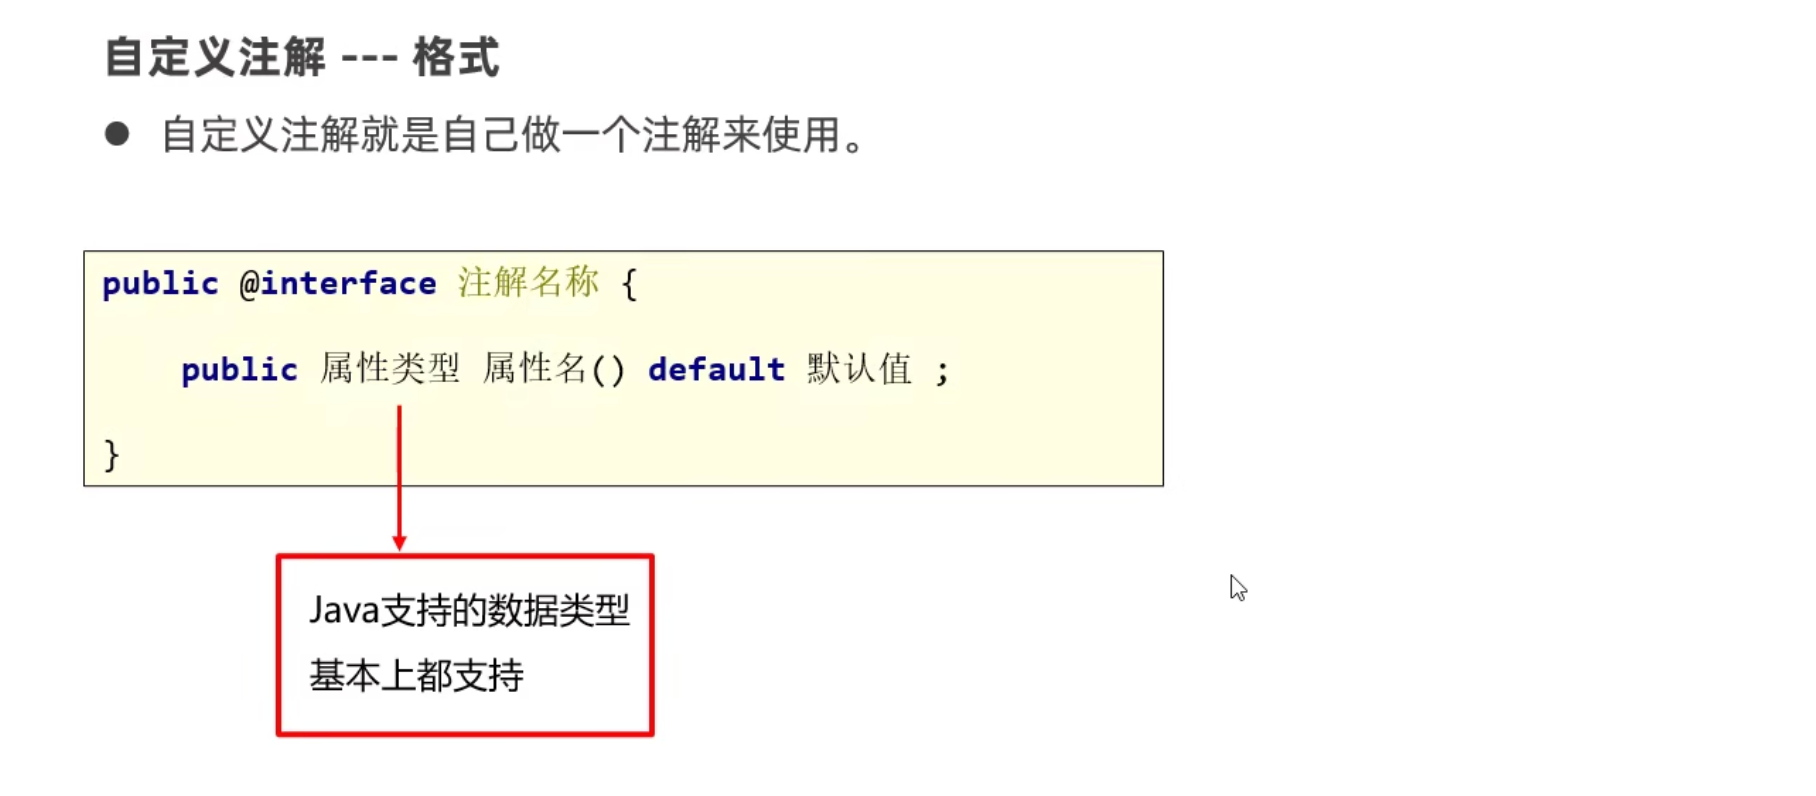 自定义注解 --- 格式
● 自定义注解就是自己做一个注解来使用。
public @interface 注解名称 {
public 属性类型 属性名() default 默认值 ;
}
Java支持的数据类型
基本上都支持